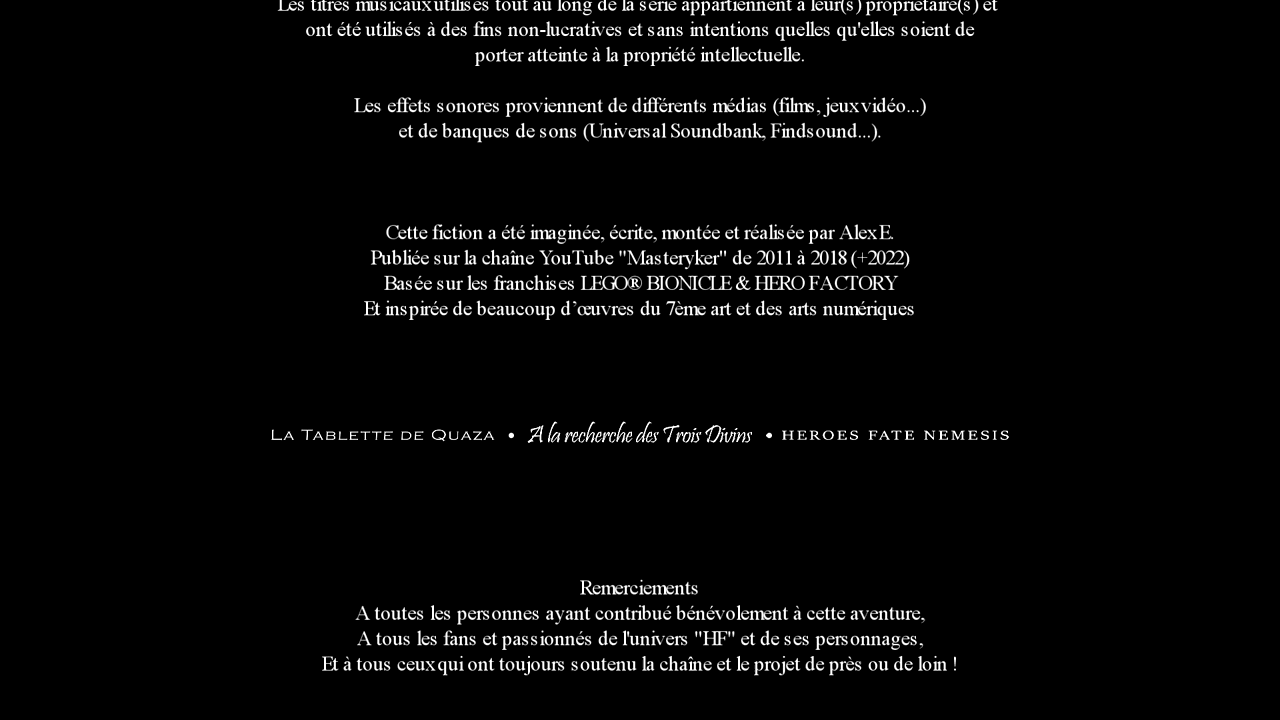 Les titres musicaux utilisés tout au long de la série appartiennent à leur(s) propriétaire(s) et
ont été utilisés à des fins non-lucratives et sans intentions quelles qu'elles soient de
porter atteinte à la propriété intellectuelle.
Les effets sonores proviennent de différents médias (films, jeux vidéo...)
et de banques de sons (Universal Soundbank, Findsound...).
Cette fiction a été imaginée, écrite, montée et réalisée par Alex E.
Publiée sur la chaîne YouTube "Masteryker" de 2011 à 2018 (+2022)
Basée sur les franchises LEGO® BIONICLE & HERO FACTORY
Et inspirée de beaucoup d’œuvres du 7ème art et des arts numériques
LA TABLETTE DE QUAZA • A la recherche des Trois Divins • HEROES FATE NEMESIS
Remerciements
A toutes les personnes ayant contribué bénévolement à cette aventure,
A tous les fans et passionnés de l'univers "HF" et de ses personnages,
Et à tous ceux qui ont toujours soutenu la chaîne et le projet de près ou de loin !